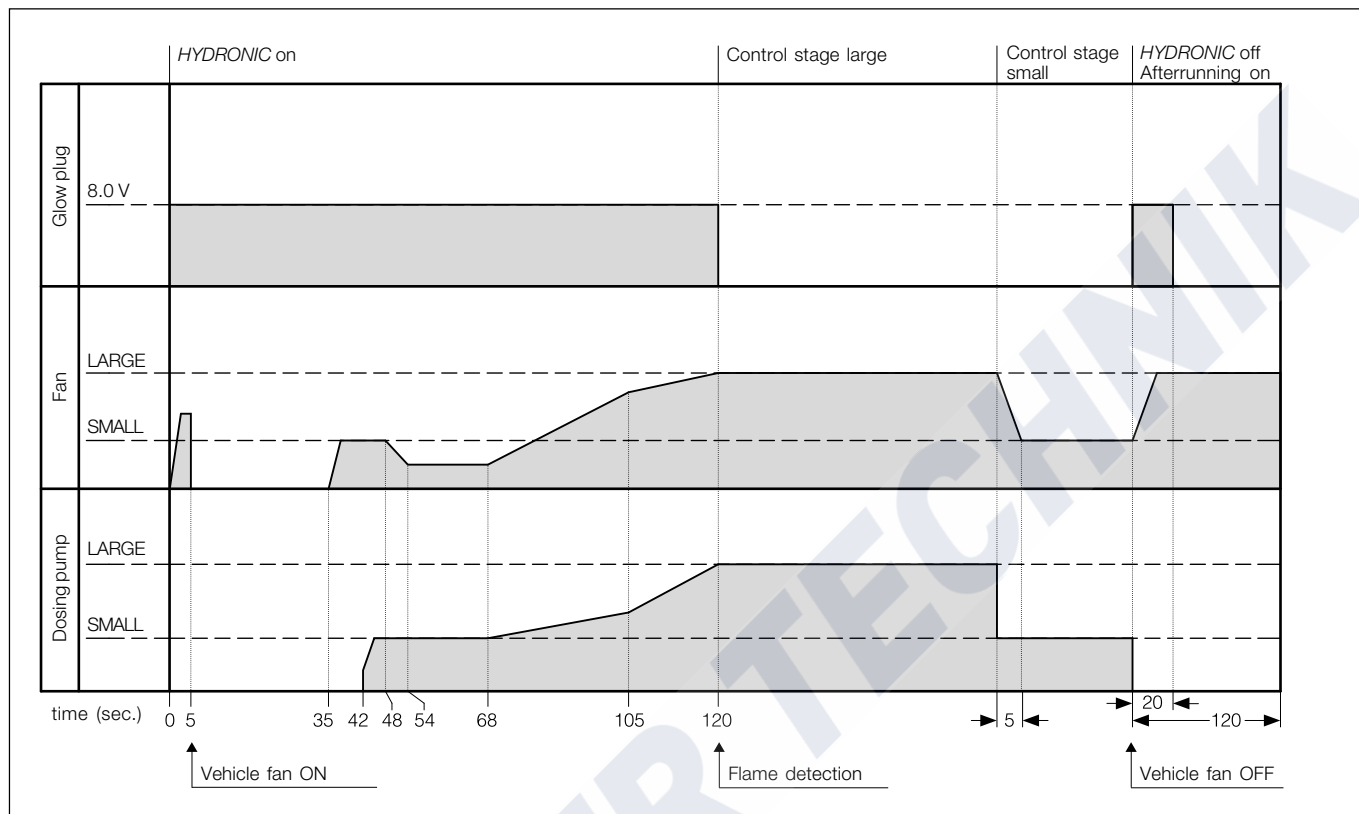 HYDRONIC on
Control stage large
Control stage
small
HYDRONIC off
Afterrunning on
Glow plug
8.0 V
Fan
LARGE
SMALL
Dosing pump
LARGE
SMALL
time (sec.)
0 5 35 42 48 54 68 105 120 5 20 120
Vehicle fan ON
Flame detection
Vehicle fan OFF
TECHNIK